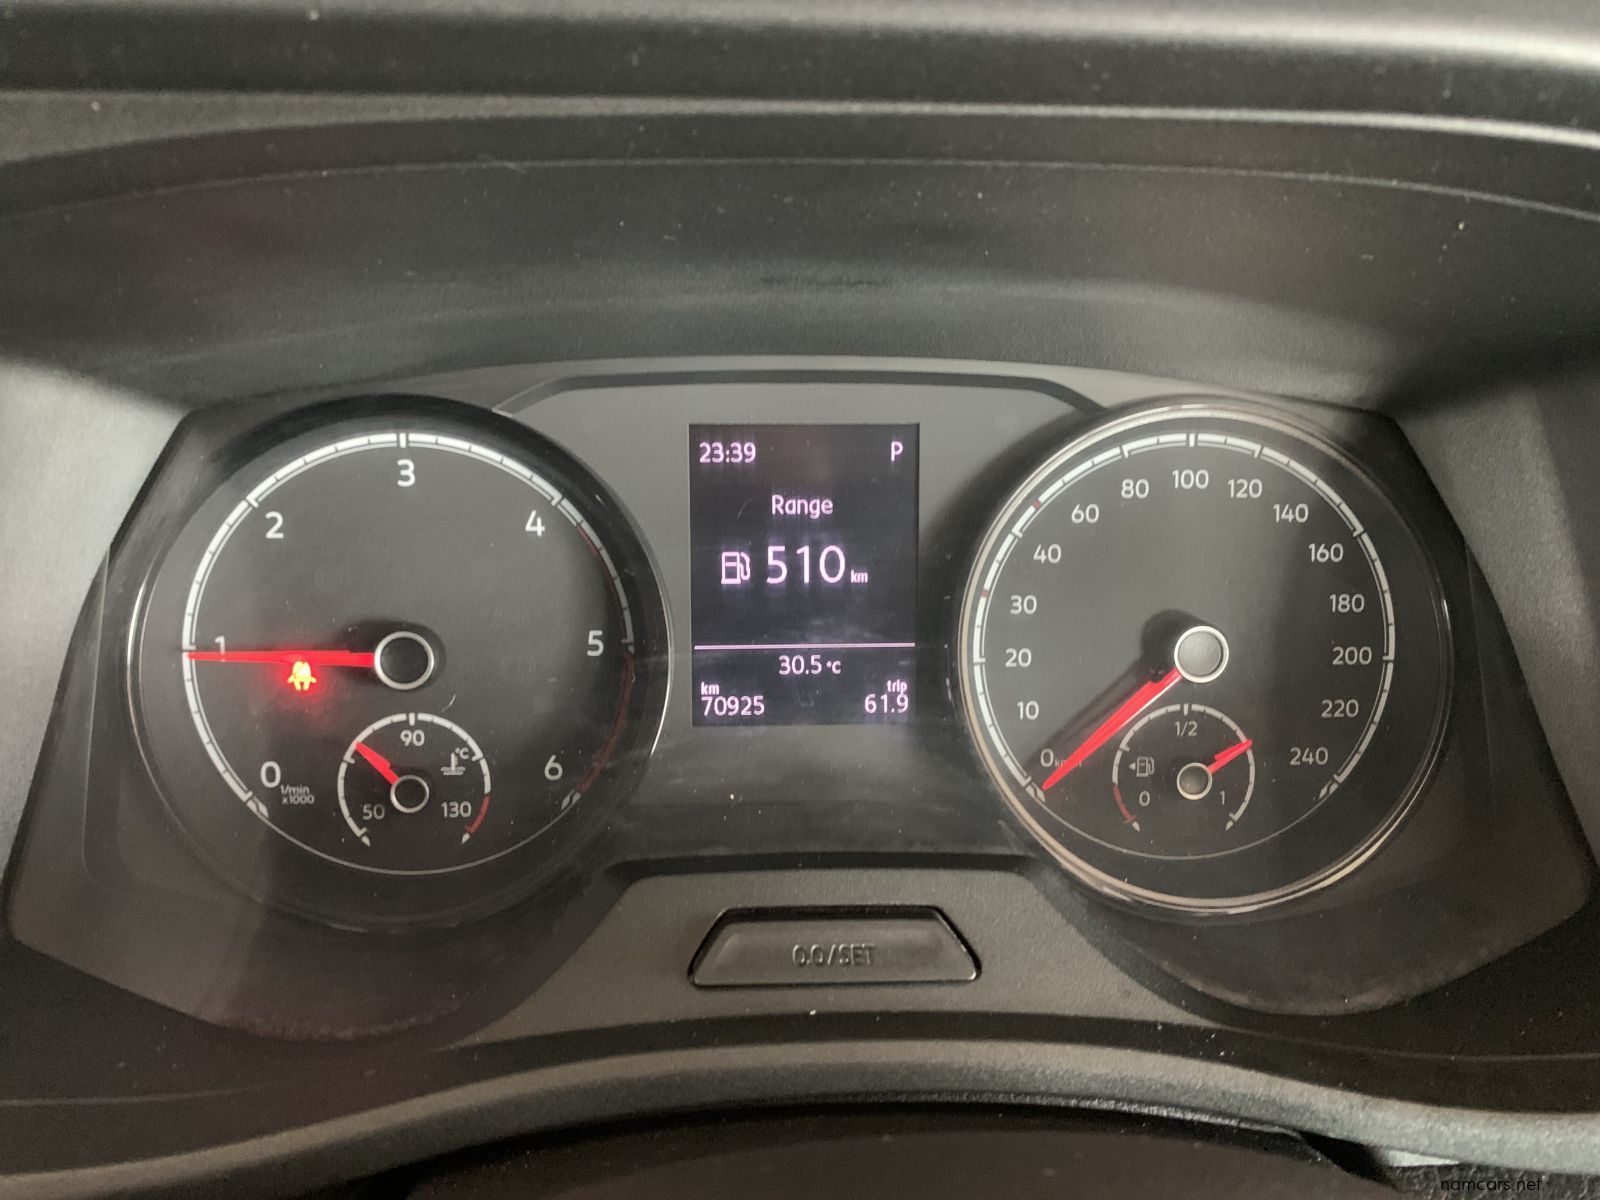 23:39 P
Range
510 km
30.5 °C
km trip
70925 61.9
0 1 2 3 4 5 6
1/min
x1000
50 90 130
°C
0 10 20 30 40 60 80 100 120 140 160 180 200 220 240
0 1/2 1
0.0/SET
namcars.net